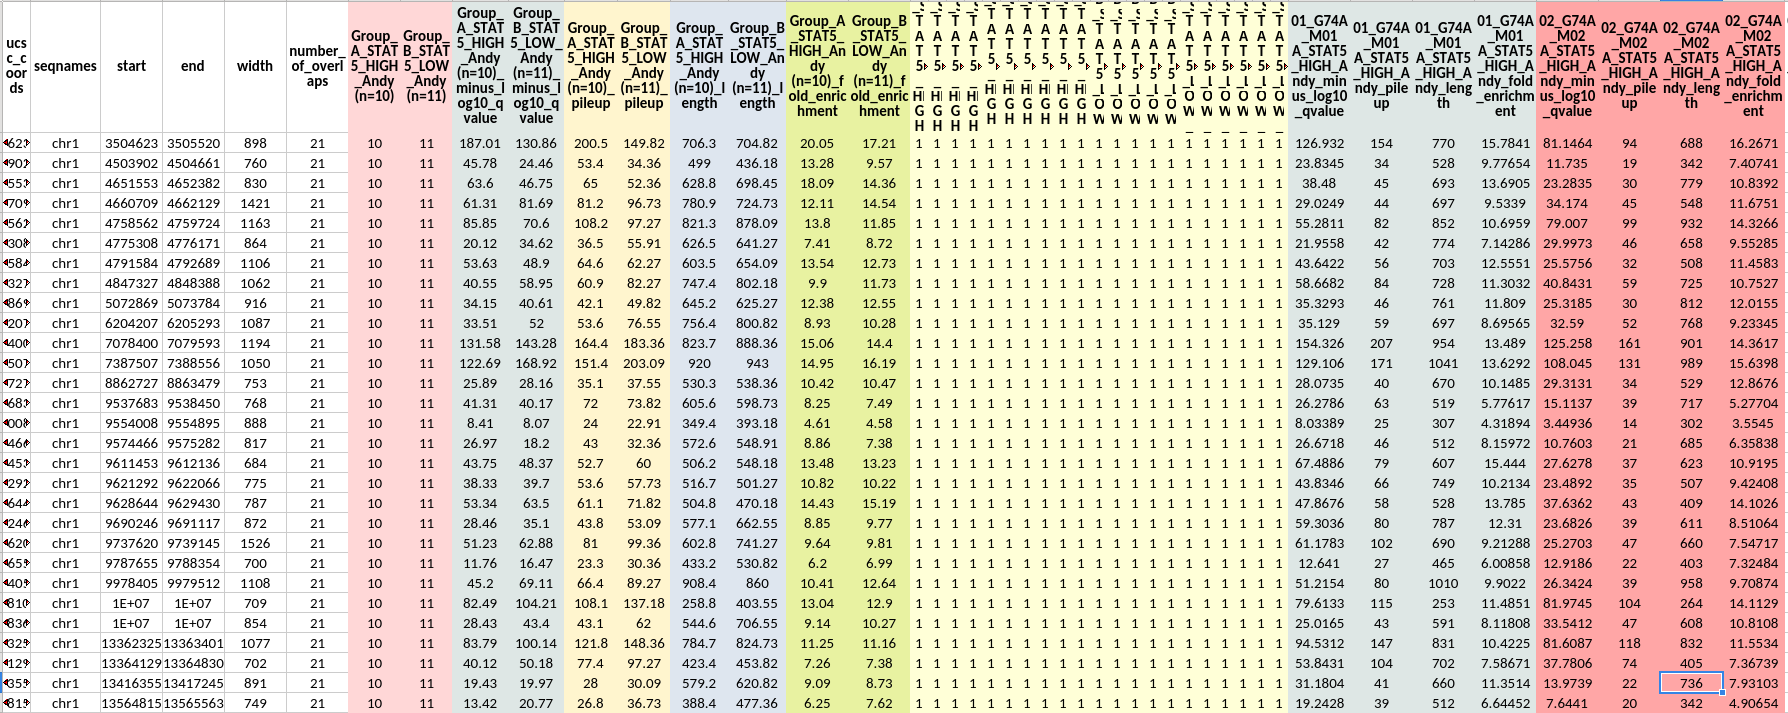 ucsc_coords seqnames start end width number_of_overlaps Group_A_STAT5_HIGH_Andy (n=10) Group_B_STAT5_LOW_Andy (n=11) Group_A_STAT5_HIGH_Andy (n=10)_minus_log10_qvalue Group_B_STAT5_LOW_Andy (n=11)_minus_log10_qvalue Group_A_STAT5_HIGH_Andy (n=10)_pileup Group_B_STAT5_LOW_Andy (n=11)_pileup Group_A_STAT5_HIGH_Andy (n=10)_length Group_B_STAT5_LOW_Andy (n=11)_length Group_A_STAT5_HIGH_Andy (n=10)_fold_enrichment Group_B_STAT5_LOW_Andy (n=11)_fold_enrichment 01_G74A_M01A_STAT5_HIGH_Andy_minus_log10_qvalue 01_G74A_M01A_STAT5_HIGH_Andy_pileup 01_G74A_M01A_STAT5_HIGH_Andy_length 01_G74A_M01A_STAT5_HIGH_Andy_fold_enrichment 02_G74A_M02A_STAT5_HIGH_Andy_minus_log10_qvalue 02_G74A_M02A_STAT5_HIGH_Andy_pileup 02_G74A_M02A_STAT5_HIGH_Andy_length 02_G74A_M02A_STAT5_HIGH_Andy_fold_enrichment
chr1 3504623 3505520 898 21 10 11 187.01 130.86 200.5 149.82 706.3 704.82 20.05 17.21 1 1 1 1 1 1 1 1 1 1 1 1 1 1 1 1 1 1 1 1 1 126.932 154 770 15.7841 81.1464 94 688 16.2671
chr1 4503902 4504661 760 21 10 11 45.78 24.46 53.4 34.36 499 436.18 13.28 9.57 1 1 1 1 1 1 1 1 1 1 1 1 1 1 1 1 1 1 1 1 1 23.8345 34 528 9.77654 11.735 19 342 7.40741
chr1 4651553 4652382 830 21 10 11 63.6 46.75 65 52.36 628.8 698.45 18.09 14.36 1 1 1 1 1 1 1 1 1 1 1 1 1 1 1 1 1 1 1 1 1 38.48 45 693 13.6905 23.2835 30 779 10.8392
chr1 4660709 4662129 1421 21 10 11 61.31 81.69 81.2 96.73 780.9 724.73 12.11 14.54 1 1 1 1 1 1 1 1 1 1 1 1 1 1 1 1 1 1 1 1 1 29.0249 44 697 9.5339 34.174 45 548 11.6751
chr1 4758562 4759724 1163 21 10 11 85.85 70.6 108.2 97.27 821.3 878.09 13.8 11.85 1 1 1 1 1 1 1 1 1 1 1 1 1 1 1 1 1 1 1 1 1 55.2811 82 852 10.6959 79.007 99 932 14.3266
chr1 4775308 4776171 864 21 10 11 20.12 34.62 36.5 55.91 626.5 641.27 7.41 8.72 1 1 1 1 1 1 1 1 1 1 1 1 1 1 1 1 1 1 1 1 1 21.9558 42 774 7.14286 29.9973 46 658 9.55285
chr1 4791584 4792689 1106 21 10 11 53.63 48.9 64.6 62.27 603.5 654.09 13.54 12.73 1 1 1 1 1 1 1 1 1 1 1 1 1 1 1 1 1 1 1 1 1 43.6422 56 703 12.5551 25.5756 32 508 11.4583
chr1 4847327 4848388 1062 21 10 11 40.55 58.95 60.9 82.27 747.4 802.18 9.9 11.73 1 1 1 1 1 1 1 1 1 1 1 1 1 1 1 1 1 1 1 1 1 58.6682 84 728 11.3032 40.8431 59 725 10.7527
chr1 5072869 5073784 916 21 10 11 34.15 40.61 42.1 49.82 645.2 625.27 12.38 12.55 1 1 1 1 1 1 1 1 1 1 1 1 1 1 1 1 1 1 1 1 1 35.3293 46 761 11.809 25.3185 30 812 12.0155
chr1 6204207 6205293 1087 21 10 11 33.51 52 53.6 76.55 756.4 800.82 8.93 10.28 1 1 1 1 1 1 1 1 1 1 1 1 1 1 1 1 1 1 1 1 1 35.129 59 697 8.69565 32.59 52 768 9.23345
chr1 7078400 7079593 1194 21 10 11 131.58 143.28 164.4 183.36 823.7 888.36 15.06 14.4 1 1 1 1 1 1 1 1 1 1 1 1 1 1 1 1 1 1 1 1 1 154.326 207 954 13.489 125.258 161 901 14.3617
chr1 7387507 7388556 1050 21 10 11 122.69 168.92 151.4 203.09 920 943 14.95 16.19 1 1 1 1 1 1 1 1 1 1 1 1 1 1 1 1 1 1 1 1 1 129.106 171 1041 13.6292 108.045 131 989 15.6398
chr1 8862727 8863479 753 21 10 11 25.89 28.16 35.1 37.55 530.3 538.36 10.42 10.47 1 1 1 1 1 1 1 1 1 1 1 1 1 1 1 1 1 1 1 1 1 28.0735 40 670 10.1485 29.3131 34 529 12.8676
chr1 9537683 9538450 768 21 10 11 41.31 40.17 72 73.82 605.6 598.73 8.25 7.49 1 1 1 1 1 1 1 1 1 1 1 1 1 1 1 1 1 1 1 1 1 26.2786 63 519 5.77617 15.1137 39 717 5.27704
chr1 9554008 9554895 888 21 10 11 8.41 8.07 24 22.91 349.4 393.18 4.61 4.58 1 1 1 1 1 1 1 1 1 1 1 1 1 1 1 1 1 1 1 1 1 8.03389 25 307 4.31894 3.44936 14 302 3.5545
chr1 9574466 9575282 817 21 10 11 26.97 18.2 43 32.36 572.6 548.91 8.86 7.38 1 1 1 1 1 1 1 1 1 1 1 1 1 1 1 1 1 1 1 1 1 26.6718 46 512 8.15972 10.7603 21 685 6.35838
chr1 9611453 9612136 684 21 10 11 43.75 48.37 52.7 60 506.2 548.18 13.48 13.23 1 1 1 1 1 1 1 1 1 1 1 1 1 1 1 1 1 1 1 1 1 67.4886 79 607 15.444 27.6278 37 623 10.9195
chr1 9621292 9622066 775 21 10 11 38.33 39.7 53.6 57.73 516.7 501.27 10.82 10.22 1 1 1 1 1 1 1 1 1 1 1 1 1 1 1 1 1 1 1 1 1 43.8346 66 749 10.2134 23.4892 35 507 9.42408
chr1 9628644 9629430 787 21 10 11 53.34 63.5 61.1 71.82 504.8 470.18 14.43 15.19 1 1 1 1 1 1 1 1 1 1 1 1 1 1 1 1 1 1 1 1 1 47.8676 58 528 13.785 37.6362 43 409 14.1026
chr1 9690246 9691117 872 21 10 11 28.46 35.1 43.8 53.09 577.1 662.55 8.85 9.77 1 1 1 1 1 1 1 1 1 1 1 1 1 1 1 1 1 1 1 1 1 59.3036 80 787 12.31 23.6826 39 611 8.51064
chr1 9737620 9739145 1526 21 10 11 51.23 62.88 81 99.36 602.8 741.27 9.64 9.81 1 1 1 1 1 1 1 1 1 1 1 1 1 1 1 1 1 1 1 1 1 61.1783 102 690 9.21288 25.2703 47 660 7.54717
chr1 9787655 9788354 700 21 10 11 11.76 16.47 23.3 30.36 433.2 530.82 6.2 6.99 1 1 1 1 1 1 1 1 1 1 1 1 1 1 1 1 1 1 1 1 1 12.641 27 465 6.00858 12.9186 22 403 7.32484
chr1 9978405 9979512 1108 21 10 11 45.2 69.11 66.4 89.27 908.4 860 10.41 12.64 1 1 1 1 1 1 1 1 1 1 1 1 1 1 1 1 1 1 1 1 1 51.2154 80 1010 9.9022 26.3424 39 958 9.70874
chr1 1E+07 1E+07 709 21 10 11 82.49 104.21 108.1 137.18 258.8 403.55 13.04 12.9 1 1 1 1 1 1 1 1 1 1 1 1 1 1 1 1 1 1 1 1 1 79.6133 115 253 11.4851 81.9745 104 264 14.1129
chr1 1E+07 1E+07 854 21 10 11 28.43 43.4 43.1 62 544.6 706.55 9.14 10.27 1 1 1 1 1 1 1 1 1 1 1 1 1 1 1 1 1 1 1 1 1 25.0165 43 591 8.11808 33.5412 47 608 10.8108
chr1 13362325 13363401 1077 21 10 11 83.79 100.14 121.8 148.36 784.7 824.73 11.25 11.16 1 1 1 1 1 1 1 1 1 1 1 1 1 1 1 1 1 1 1 1 1 94.5312 147 831 10.4225 81.6087 118 832 11.5534
chr1 13364129 13364830 702 21 10 11 40.12 50.18 77.4 97.27 423.4 453.82 7.26 7.38 1 1 1 1 1 1 1 1 1 1 1 1 1 1 1 1 1 1 1 1 1 53.8431 104 702 7.58671 37.7806 74 405 7.36739
chr1 13416355 13417245 891 21 10 11 19.43 19.97 28 30.09 579.2 620.82 9.09 8.73 1 1 1 1 1 1 1 1 1 1 1 1 1 1 1 1 1 1 1 1 1 31.1804 41 660 11.3514 13.9739 22 736 7.93103
chr1 13564815 13565563 749 21 10 11 13.42 20.77 26.8 36.73 388.4 477.36 6.25 7.62 1 1 1 1 1 1 1 1 1 1 1 1 1 1 1 1 1 1 1 1 1 19.2428 39 512 6.64452 7.6441 20 342 4.90654